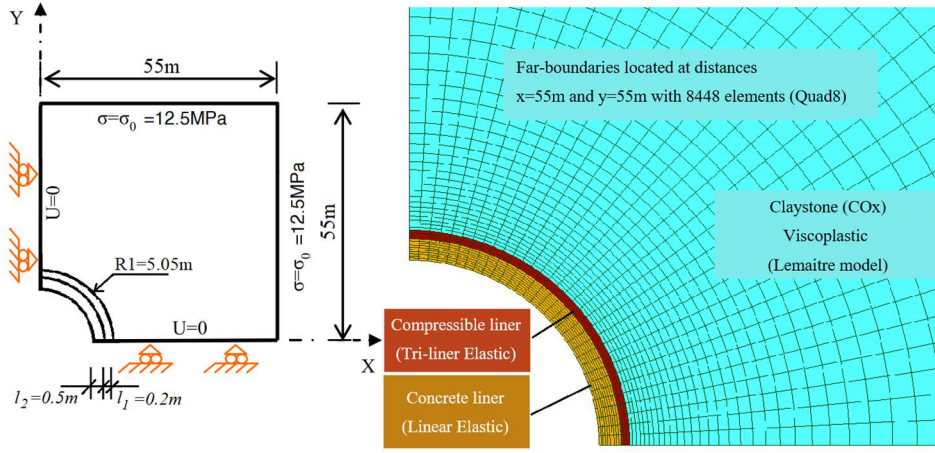 Y
55m
σ=σ0 =12.5MPa
U=0
R1=5.05m
σ=σ0 =12.5MPa
55m
U=0
X
l2=0.5m
l1=0.2m
Far-boundaries located at distances
x=55m and y=55m with 8448 elements (Quad8)
Claystone (COx)
Viscoplastic
(Lemaitre model)
Compressible liner
(Tri-liner Elastic)
Concrete liner
(Linear Elastic)